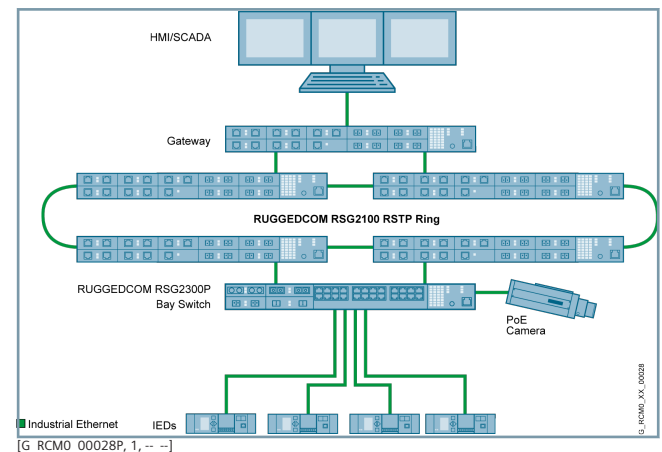 HMI/SCADA
Gateway
RUGGEDCOM RSG2100 RSTP Ring
RUGGEDCOM RSG2300P
Bay Switch
PoE
Camera
G_RCM0_XX_00028
Industrial Ethernet
IEDs
[G RCM0 00028P, 1, -- --]